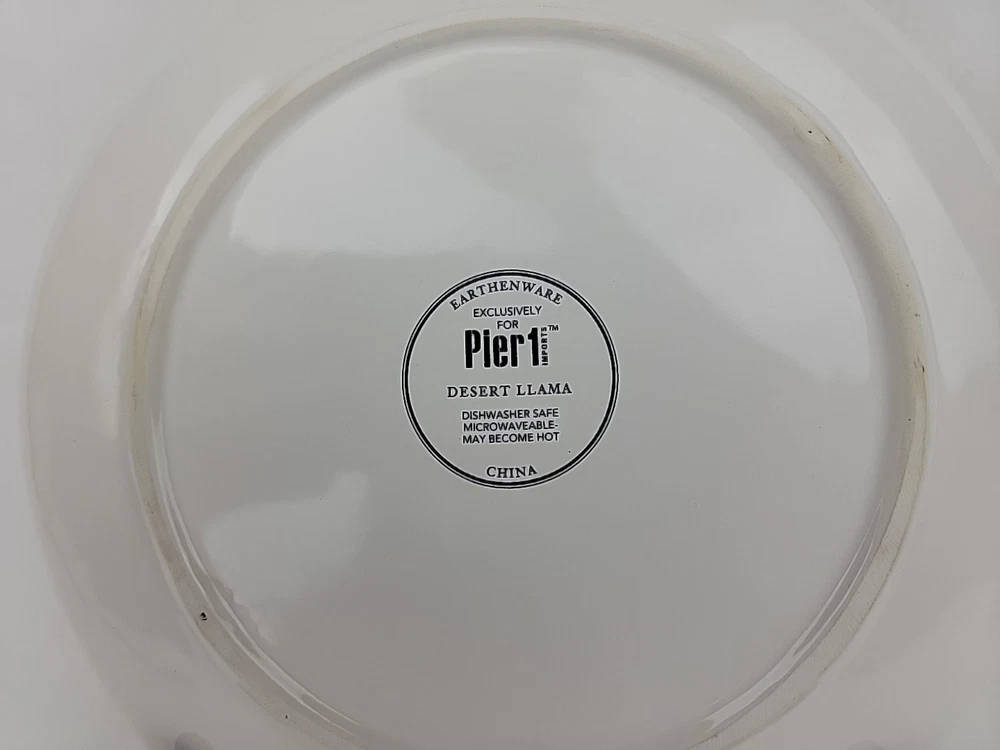 EARTHENWARE
EXCLUSIVELY
FOR
Pier1 IMPORTS™
DESERT LLAMA
DISHWASHER SAFE
MICROWAVEABLE-
MAY BECOME HOT
CHINA